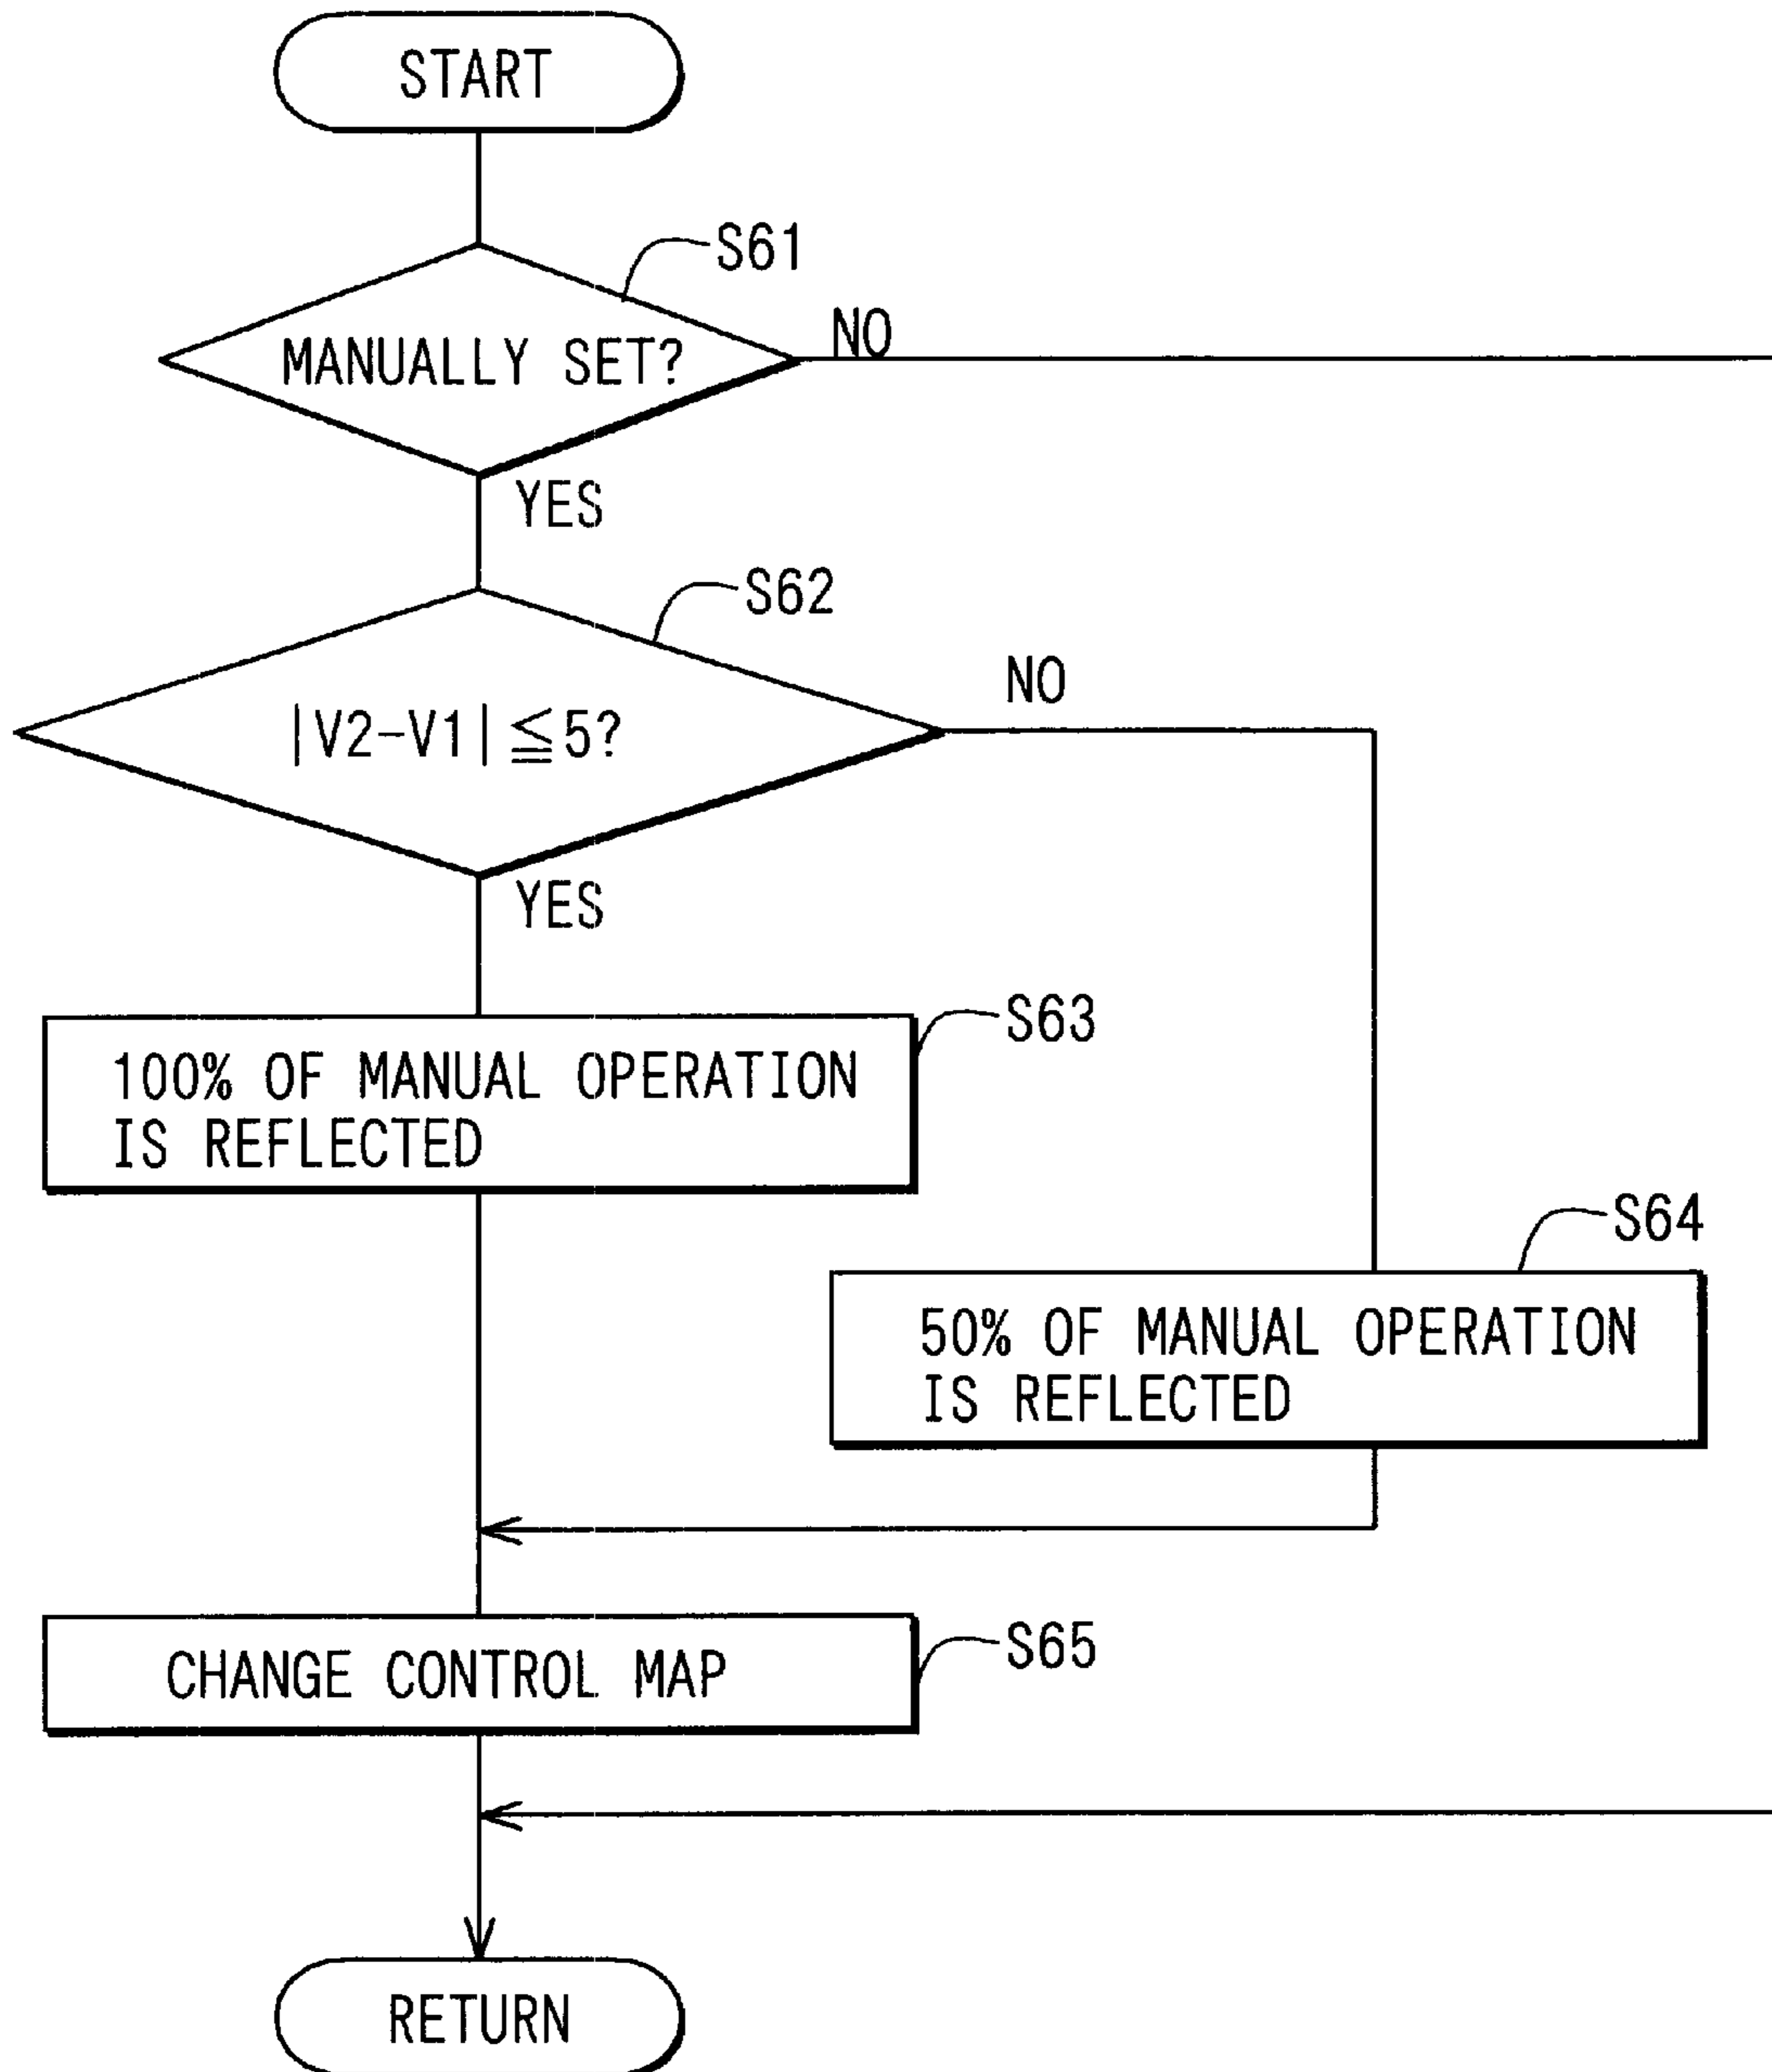 START
S61
MANUALLY SET?
NO
YES
S62
|V2-V1|≦5?
NO
YES
S63
100% OF MANUAL OPERATION
IS REFLECTED
S64
50% OF MANUAL OPERATION
IS REFLECTED
S65
CHANGE CONTROL MAP
RETURN